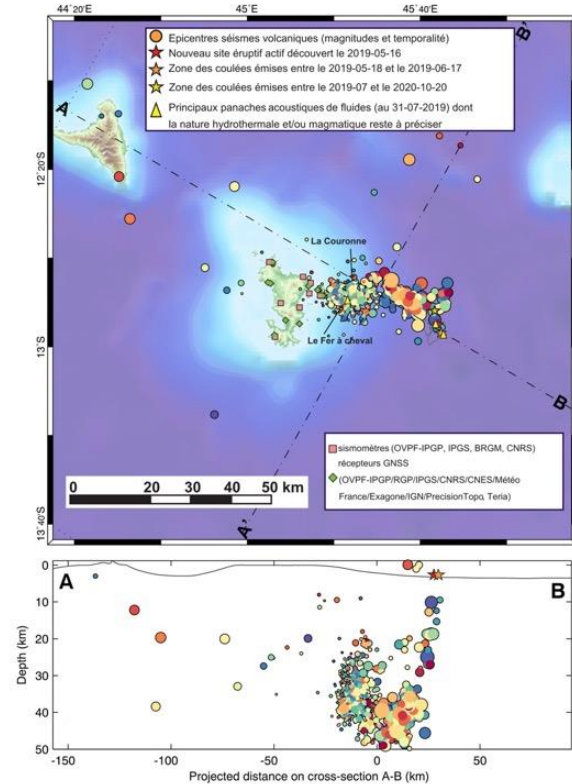 44˚20'E
45˚E
45˚40'E
Epicentres séismes volcaniques (magnitudes et temporalité)
Nouveau site éruptif actif découvert le 2019-05-16
Zone des coulées émises entre le 2019-05-18 et le 2019-06-17
Zone des coulées émises entre le 2019-07 et le 2020-10-20
Principaux panaches acoustiques de fluides (au 31-07-2019) dont
la nature hydrothermale et/ou magmatique reste à préciser
A
B'
12˚20'S
La Couronne
13˚S
Le Fer à cheval
B
sismomètres (OVPF-IPGP, IPGS, BRGM, CNRS)
récepteurs GNSS
(OVPF-IPGP/RGP/IPGS/CNRS/CNES/Météo
France/Exagone/IGN/PrecisionTopo, Teria)
0 10 20 30 40 50 km
A'
13˚40'S
A
B
Depth (km)
0
10
20
30
40
50
-150 -100 -50 0 50
Projected distance on cross-section A-B (km)